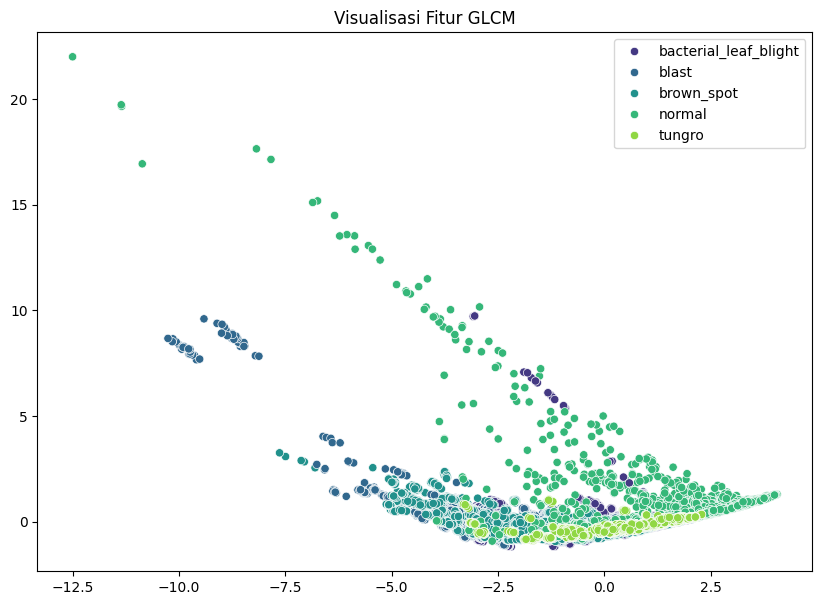 Visualisasi Fitur GLCM
bacterial_leaf_blight
blast
brown_spot
normal
tungro
20
15
10
5
0
−12.5 −10.0 −7.5 −5.0 −2.5 0.0 2.5